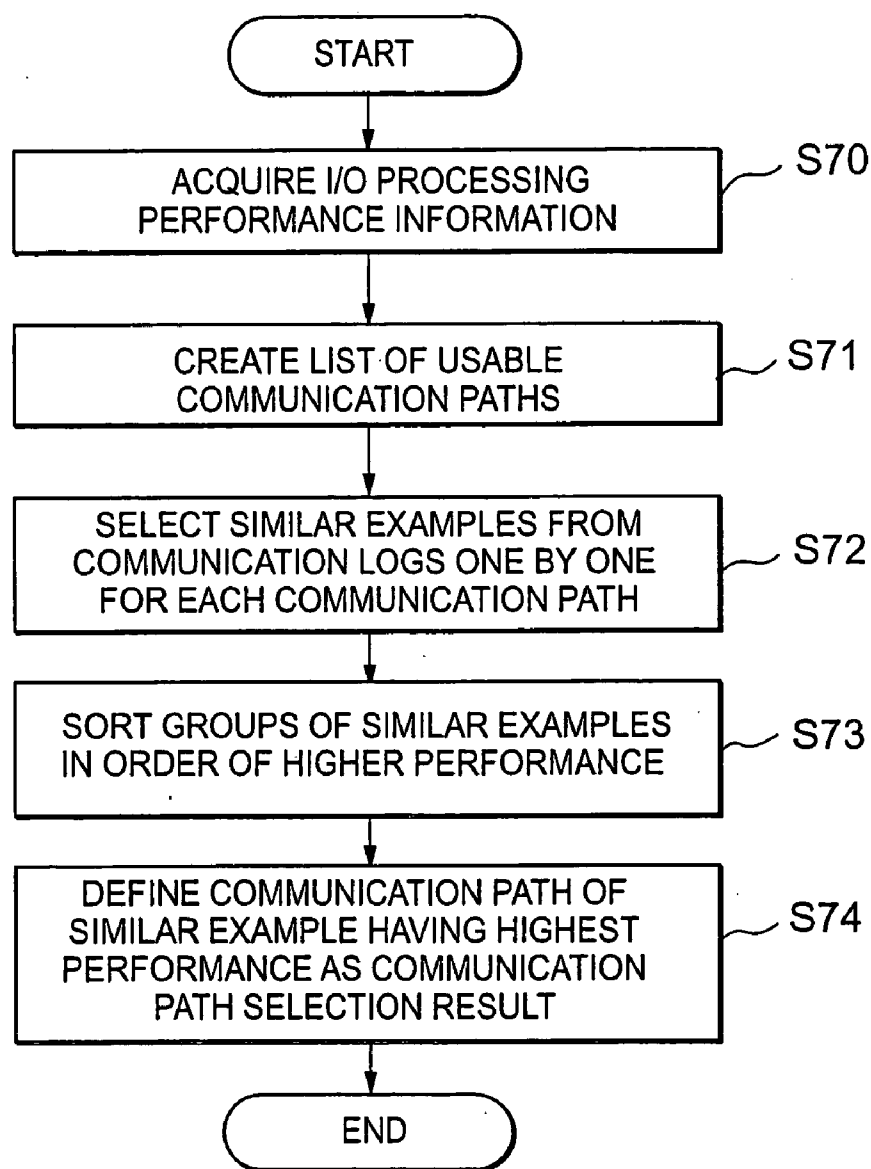 START
ACQUIRE I/O PROCESSING
PERFORMANCE INFORMATION
S70
CREATE LIST OF USABLE
COMMUNICATION PATHS
S71
SELECT SIMILAR EXAMPLES FROM
COMMUNICATION LOGS ONE BY ONE
FOR EACH COMMUNICATION PATH
S72
SORT GROUPS OF SIMILAR EXAMPLES
IN ORDER OF HIGHER PERFORMANCE
S73
DEFINE COMMUNICATION PATH OF
SIMILAR EXAMPLE HAVING HIGHEST
PERFORMANCE AS COMMUNICATION
PATH SELECTION RESULT
S74
END